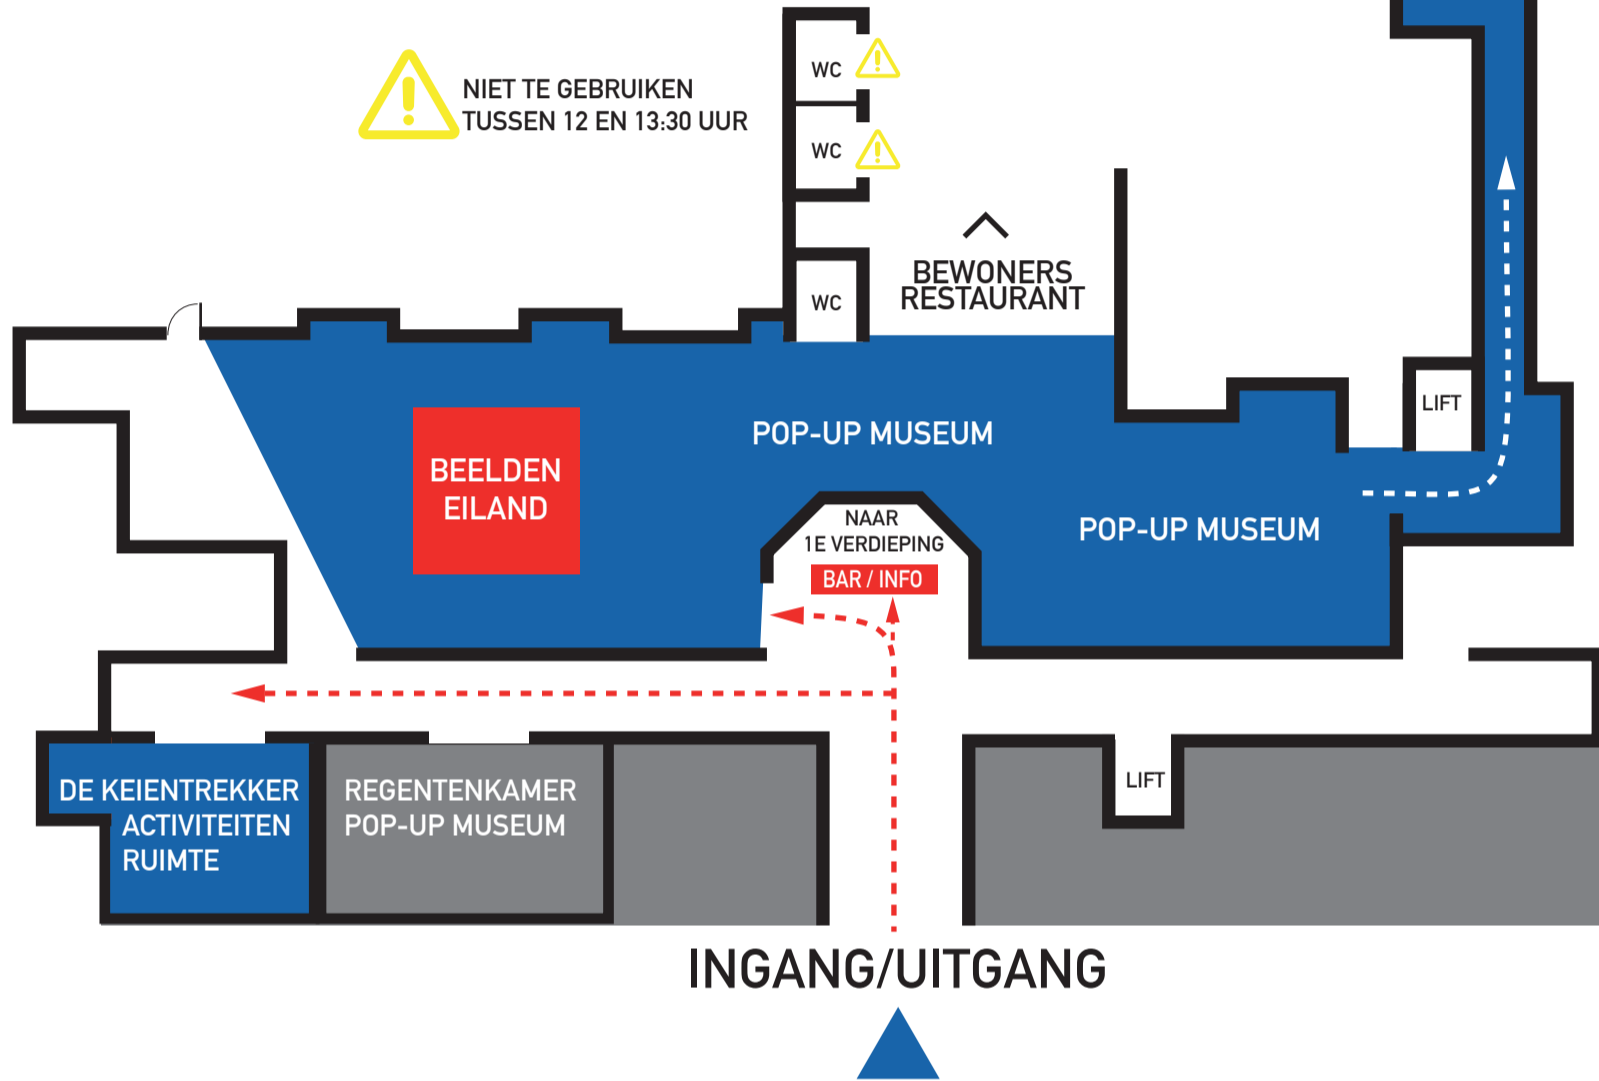 WC
NIET TE GEBRUIKEN
TUSSEN 12 EN 13:30 UUR
WC
BEWONERS
RESTAURANT
WC
LIFT
POP-UP MUSEUM
BEELDEN
EILAND
NAAR
1E VERDIEPING
POP-UP MUSEUM
BAR / INFO
LIFT
DE KEIENTREKKER
ACTIVITEITEN
RUIMTE
REGENTENKAMER
POP-UP MUSEUM
INGANG/UITGANG